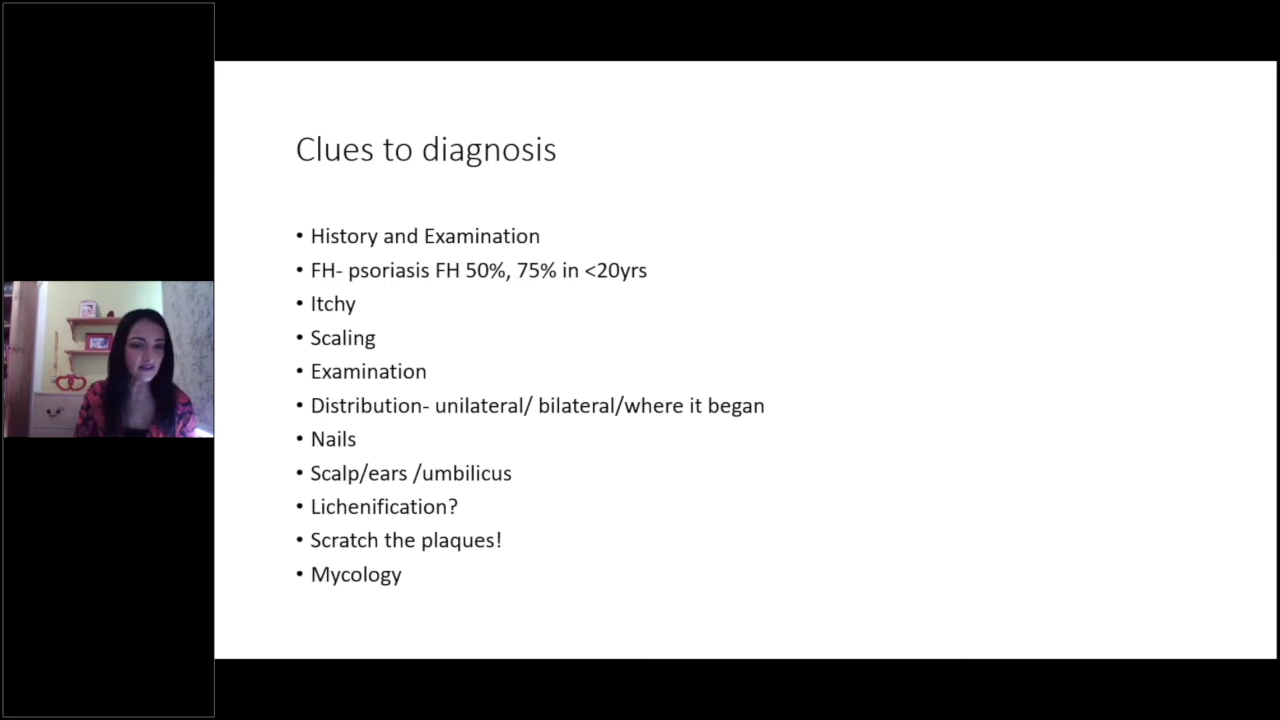 Clues to diagnosis
• History and Examination
• FH- psoriasis FH 50%, 75% in <20yrs
• Itchy
• Scaling
• Examination
• Distribution- unilateral/ bilateral/where it began
• Nails
• Scalp/ears /umbilicus
• Lichenification?
• Scratch the plaques!
• Mycology